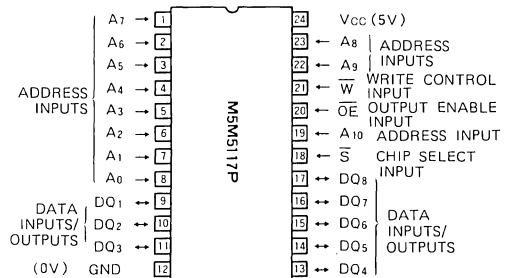 A7 → 1
A6 → 2
A5 → 3
A4 → 4
A3 → 5
A2 → 6
A1 → 7
A0 → 8
ADDRESS
INPUTS
DQ1 ↔ 9
DQ2 ↔ 10
DQ3 ↔ 11
DATA
INPUTS/
OUTPUTS
(0V) GND 12
M5M5117P
24 VCC (5V)
23 ← A8
22 ← A9
ADDRESS
INPUTS
21 ← W̅ WRITE CONTROL
INPUT
20 ← O̅E̅ OUTPUT ENABLE
INPUT
19 ← A10 ADDRESS INPUT
18 ← S̅ CHIP SELECT
INPUT
17 ↔ DQ8
16 ↔ DQ7
15 ↔ DQ6
14 ↔ DQ5
13 ↔ DQ4
DATA
INPUTS/
OUTPUTS